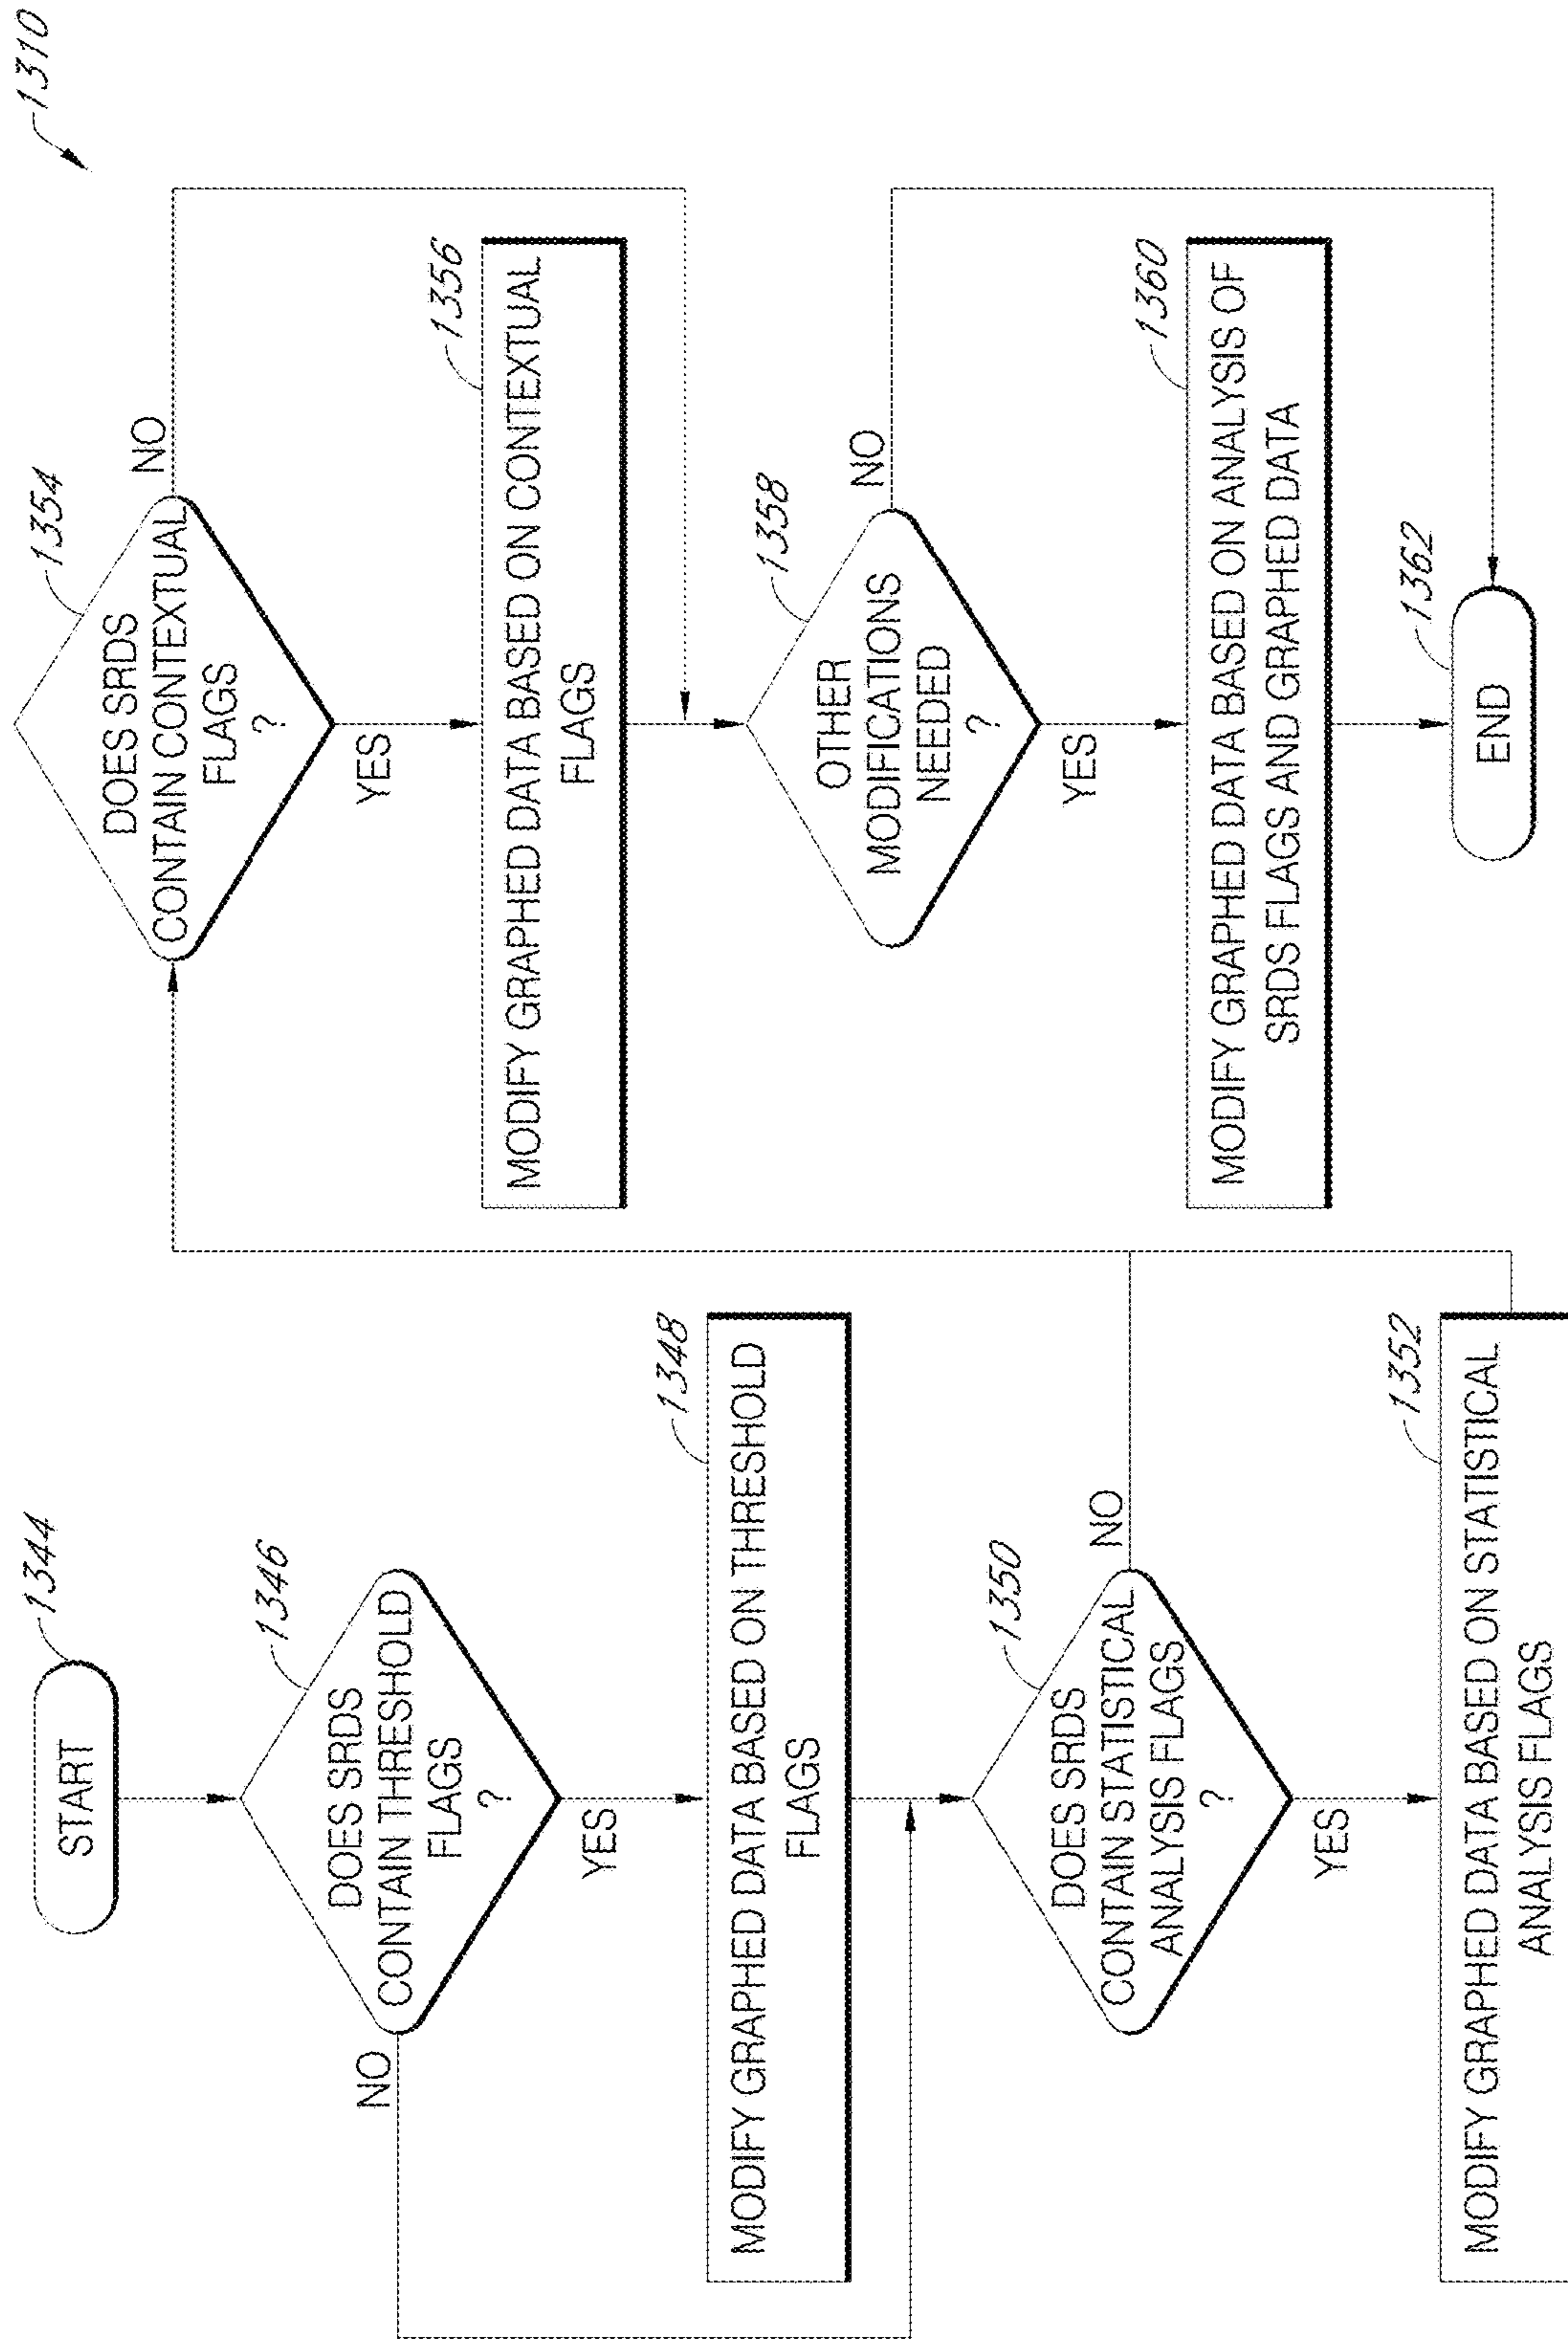 1310
START
1344
DOES SRDS
CONTAIN THRESHOLD
FLAGS
?
1346
NO
YES
MODIFY GRAPHED DATA BASED ON THRESHOLD
FLAGS
1348
DOES SRDS
CONTAIN STATISTICAL
ANALYSIS FLAGS
?
1350
NO
YES
MODIFY GRAPHED DATA BASED ON STATISTICAL
ANALYSIS FLAGS
1352
DOES SRDS
CONTAIN CONTEXTUAL
FLAGS
?
1354
NO
YES
MODIFY GRAPHED DATA BASED ON CONTEXTUAL
FLAGS
1356
OTHER
MODIFICATIONS
NEEDED
?
1358
NO
YES
MODIFY GRAPHED DATA BASED ON ANALYSIS OF
SRDS FLAGS AND GRAPHED DATA
1360
END
1362